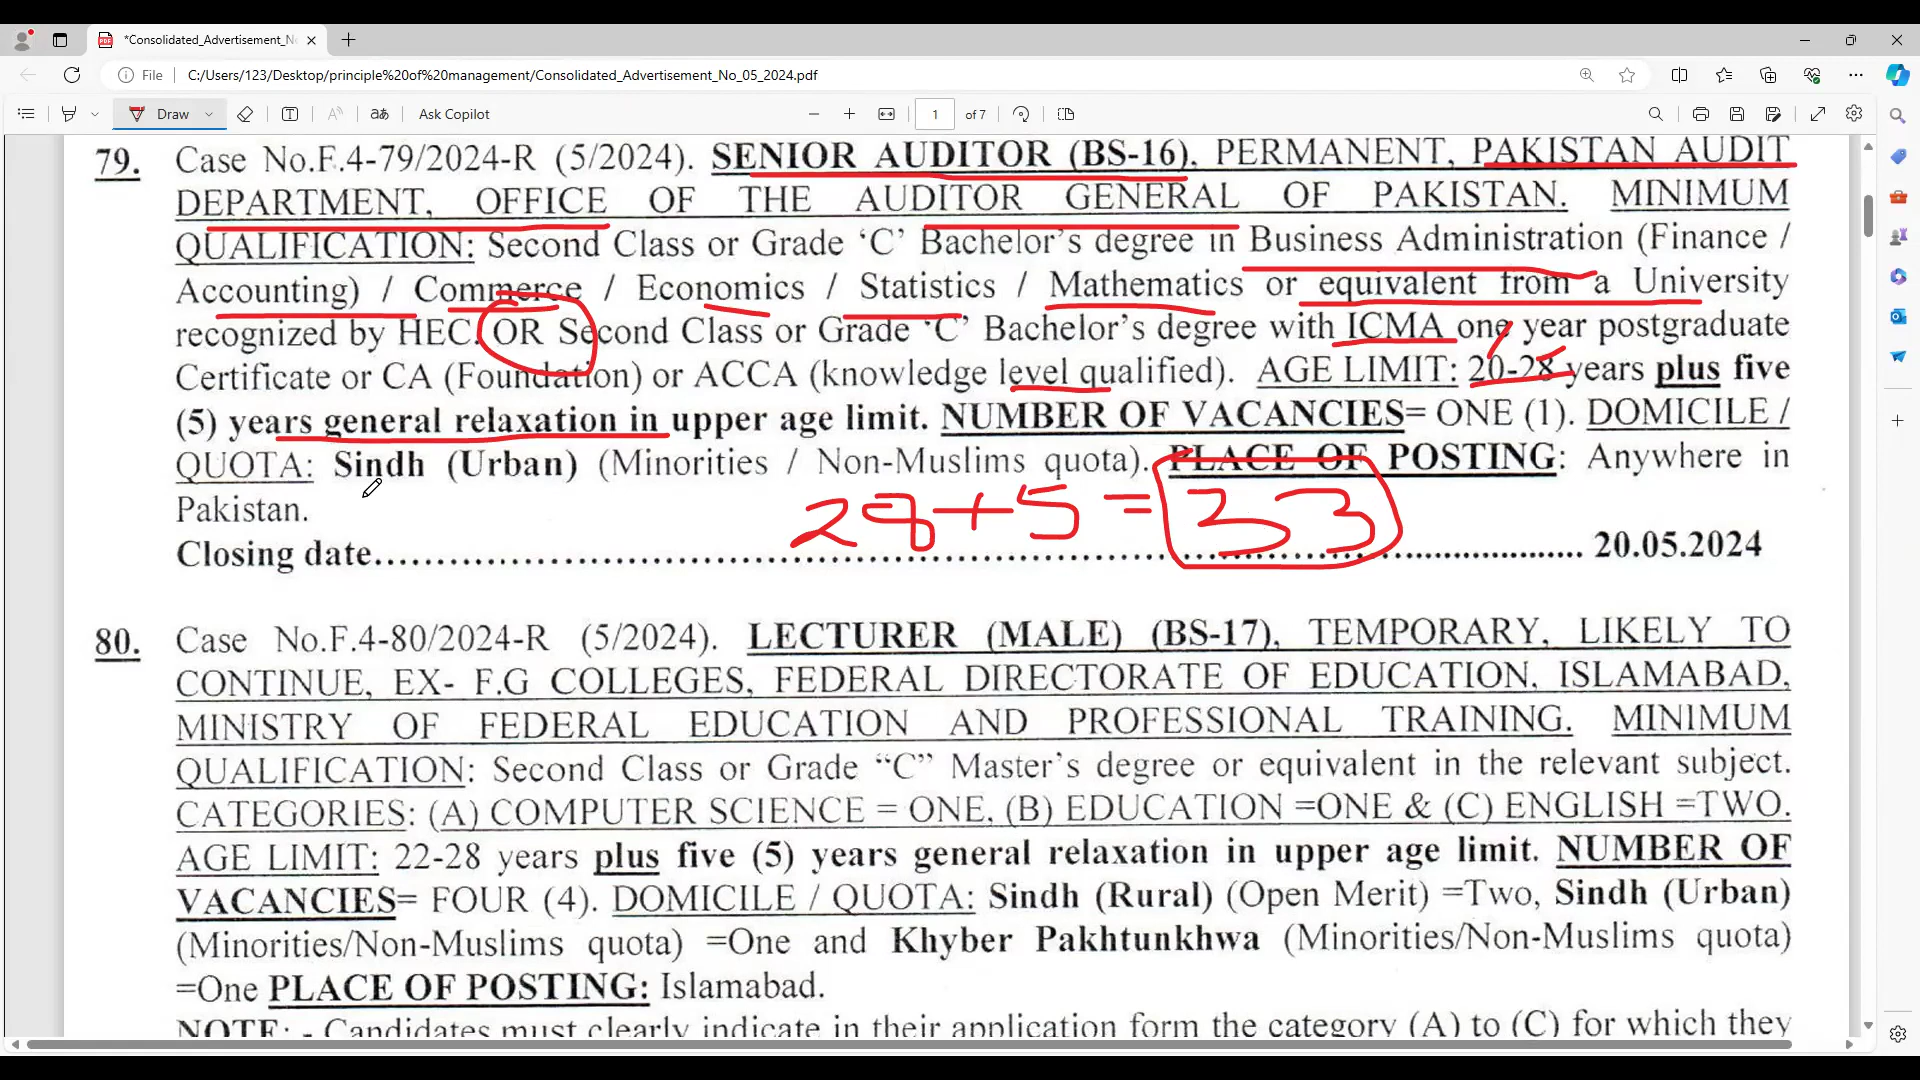 *Consolidated_Advertisement_N
File C:/Users/123/Desktop/principle%20of%20management/Consolidated_Advertisement_No_05_2024.pdf
Draw Ask Copilot 1 of 7
79. Case No.F.4-79/2024-R (5/2024). SENIOR AUDITOR (BS-16), PERMANENT, PAKISTAN AUDIT
DEPARTMENT, OFFICE OF THE AUDITOR GENERAL OF PAKISTAN. MINIMUM
QUALIFICATION: Second Class or Grade ‘C’ Bachelor’s degree in Business Administration (Finance /
Accounting) / Commerce / Economics / Statistics / Mathematics or equivalent from a University
recognized by HEC. OR Second Class or Grade ‘C’ Bachelor’s degree with ICMA one year postgraduate
Certificate or CA (Foundation) or ACCA (knowledge level qualified). AGE LIMIT: 20-28 years plus five
(5) years general relaxation in upper age limit. NUMBER OF VACANCIES= ONE (1). DOMICILE /
QUOTA: Sindh (Urban) (Minorities / Non-Muslims quota). PLACE OF POSTING: Anywhere in
Pakistan.
28+5=33
Closing date................................................................................................ 20.05.2024
80. Case No.F.4-80/2024-R (5/2024). LECTURER (MALE) (BS-17), TEMPORARY, LIKELY TO
CONTINUE, EX- F.G COLLEGES, FEDERAL DIRECTORATE OF EDUCATION, ISLAMABAD,
MINISTRY OF FEDERAL EDUCATION AND PROFESSIONAL TRAINING. MINIMUM
QUALIFICATION: Second Class or Grade “C” Master’s degree or equivalent in the relevant subject.
CATEGORIES: (A) COMPUTER SCIENCE = ONE, (B) EDUCATION =ONE & (C) ENGLISH =TWO.
AGE LIMIT: 22-28 years plus five (5) years general relaxation in upper age limit. NUMBER OF
VACANCIES= FOUR (4). DOMICILE / QUOTA: Sindh (Rural) (Open Merit) =Two, Sindh (Urban)
(Minorities/Non-Muslims quota) =One and Khyber Pakhtunkhwa (Minorities/Non-Muslims quota)
=One PLACE OF POSTING: Islamabad.
NOTE: - Candidates must clearly indicate in their application form the category (A) to (C) for which they